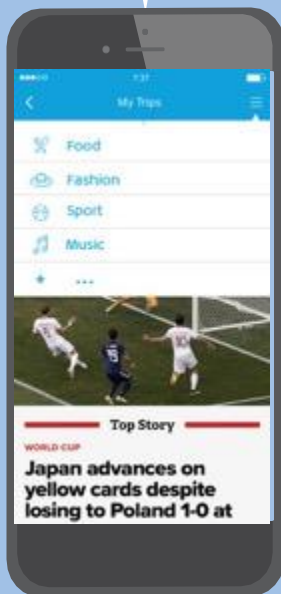 7:37
My Trips
Food
Fashion
Sport
Music
+ ...
Top Story
WORLD CUP
Japan advances on
yellow cards despite
losing to Poland 1-0 at